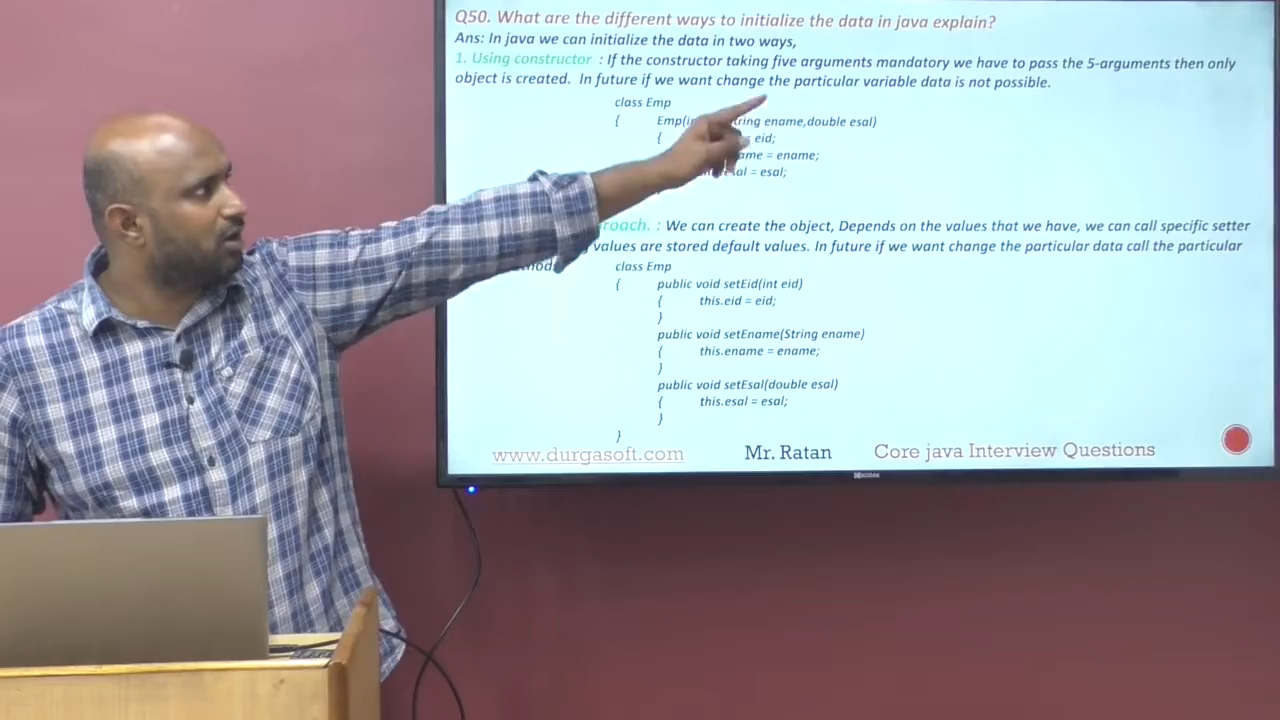 Q50. What are the different ways to initialize the data in java explain?
Ans: In java we can initialize the data in two ways,
1. Using constructor : If the constructor taking five arguments mandatory we have to pass the 5-arguments then only
object is created. In future if we want change the particular variable data is not possible.
class Emp
{ Emp( ename,double esal)
{ = eid;
= ename;
= esal;
: We can create the object, Depends on the values that we have, we can call specific setter
values are stored default values. In future if we want change the particular data call the particular
class Emp
{ public void setEid(int eid)
{ this.eid = eid;
}
public void setEname(String ename)
{ this.ename = ename;
}
public void setEsal(double esal)
{ this.esal = esal;
}
}
www.durgasoft.com Mr. Ratan Core java Interview Questions
KODAK